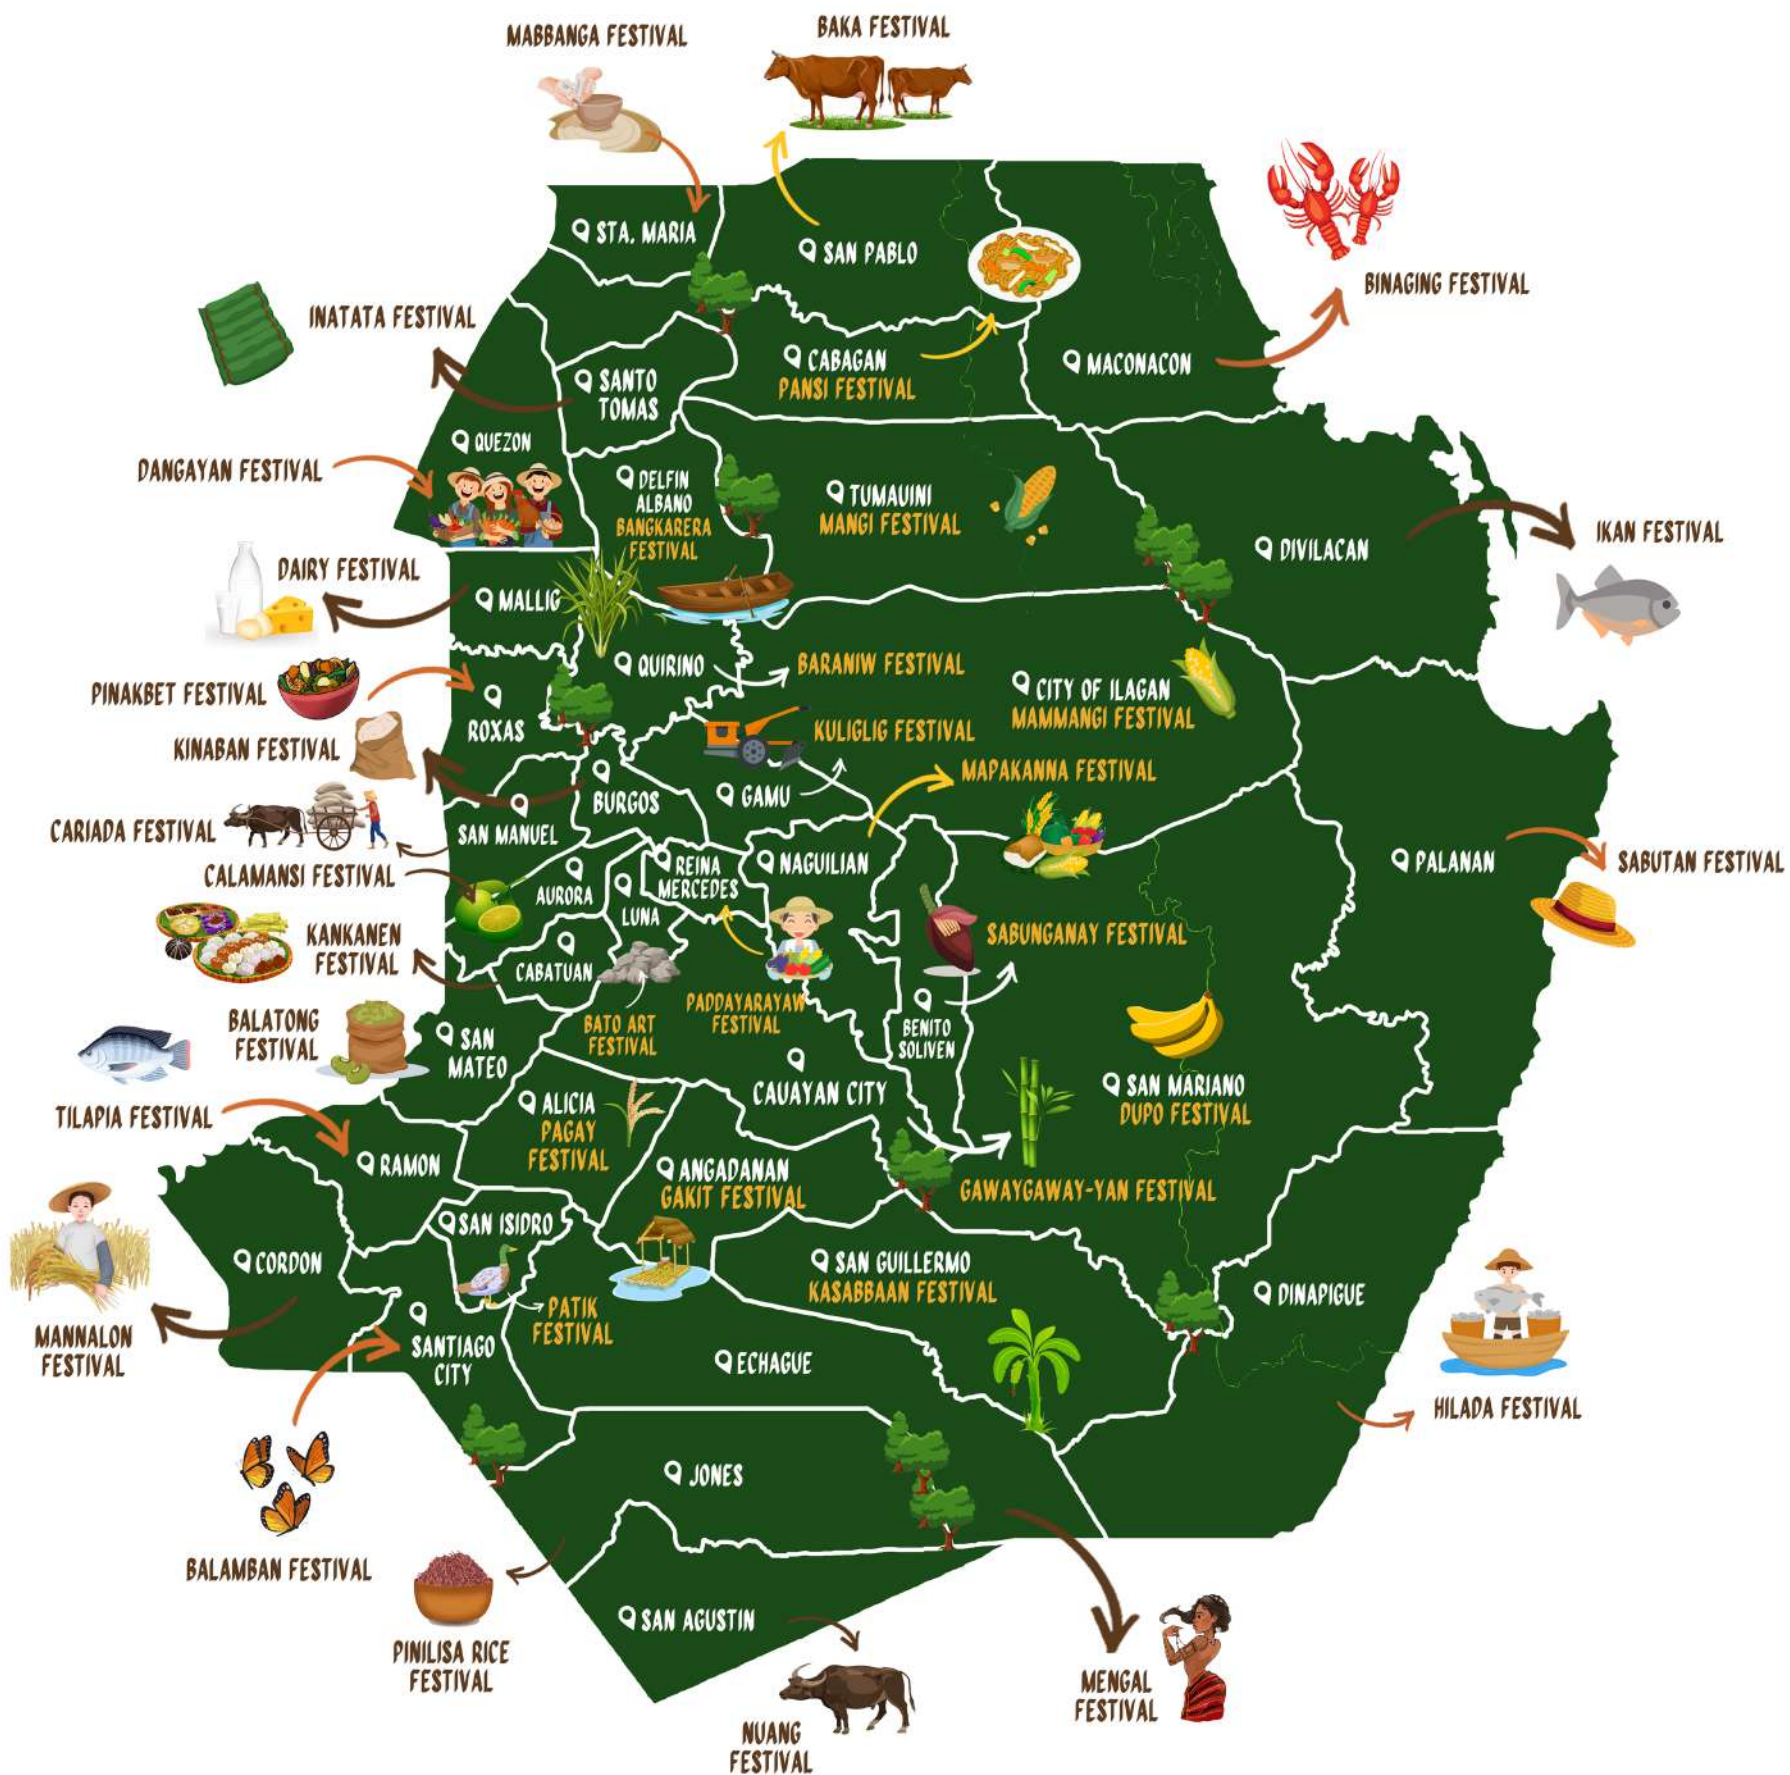 MABBANGA FESTIVAL
BAKA FESTIVAL
STA. MARIA
SAN PABLO
BINAGING FESTIVAL
INATATA FESTIVAL
CABAGAN
PANSI FESTIVAL
MACONACON
SANTO
TOMAS
QUEZON
DANGAYAN FESTIVAL
DELFIN
ALBANO
BANGKARERA
FESTIVAL
TUMAUINI
MANGI FESTIVAL
DIVILACAN
IKAN FESTIVAL
DAIRY FESTIVAL
MALLIG
QUIRINO
BARANIW FESTIVAL
CITY OF ILAGAN
MAMMANGI FESTIVAL
PINAKBET FESTIVAL
ROXAS
KULIGLIG FESTIVAL
KINABAN FESTIVAL
MAPAKANNA FESTIVAL
BURGOS
GAMU
CARIADA FESTIVAL
SAN MANUEL
CALAMANSI FESTIVAL
AURORA
LUNA
REINA
MERCEDES
NAGUILIAN
PALANAN
SABUTAN FESTIVAL
KANKANEN
FESTIVAL
CABATUAN
SABUNGANAY FESTIVAL
BALATONG
FESTIVAL
SAN
MATEO
BATO ART
FESTIVAL
PADDAYARAYAW
FESTIVAL
BENITO
SOLIVEN
CAUAYAN CITY
SAN MARIANO
DUPO FESTIVAL
TILAPIA FESTIVAL
ALICIA
PAGAY
FESTIVAL
RAMON
ANGADANAN
GAKIT FESTIVAL
GAWAYGAWAY-YAN FESTIVAL
SAN ISIDRO
CORDON
SAN GUILLERMO
KASABBAAN FESTIVAL
DINAPIGUE
PATIK
FESTIVAL
MANNALON
FESTIVAL
SANTIAGO
CITY
ECHAGUE
HILADA FESTIVAL
JONES
BALAMBAN FESTIVAL
SAN AGUSTIN
PINILISA RICE
FESTIVAL
MENGAL
FESTIVAL
NUANG
FESTIVAL